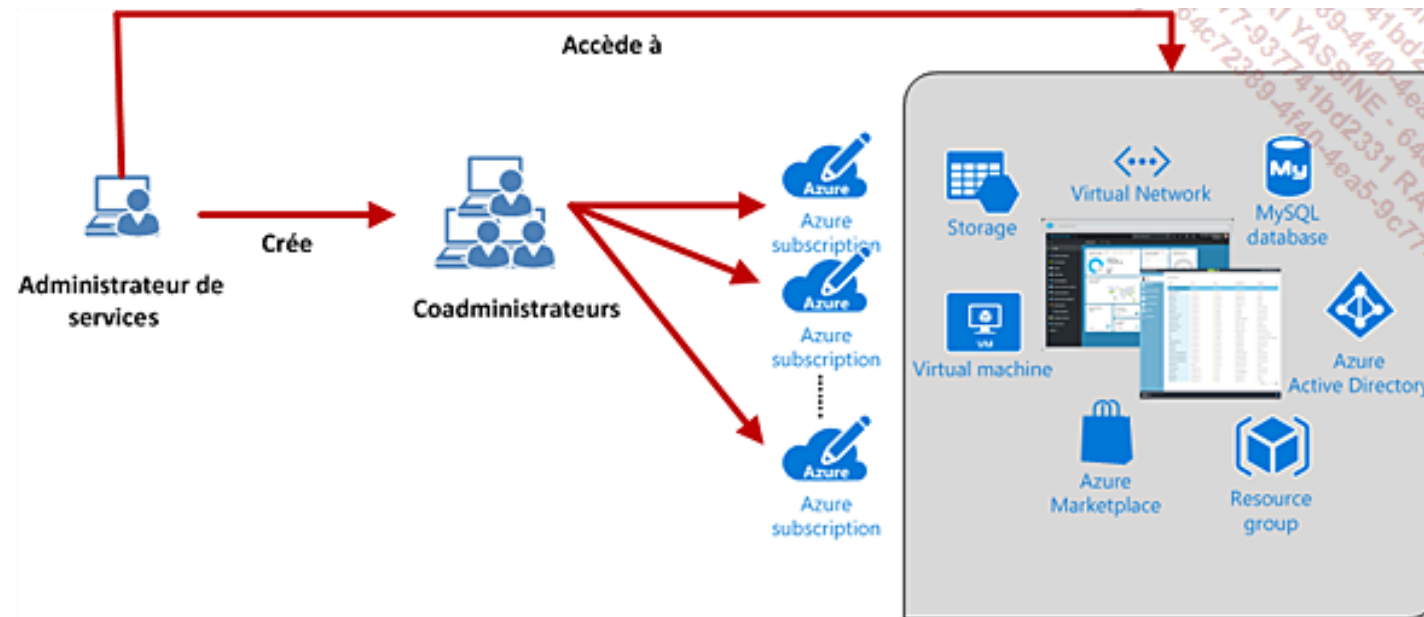 Accède à
Crée
Administrateur de
services
Coadministrateurs
Azure
Azure
subscription
Azure
Azure
subscription
Azure
Azure
subscription
Storage
Virtual Network
My
MySQL
database
VM
Virtual machine
Azure
Active Directory
Azure
Marketplace
Resource
group